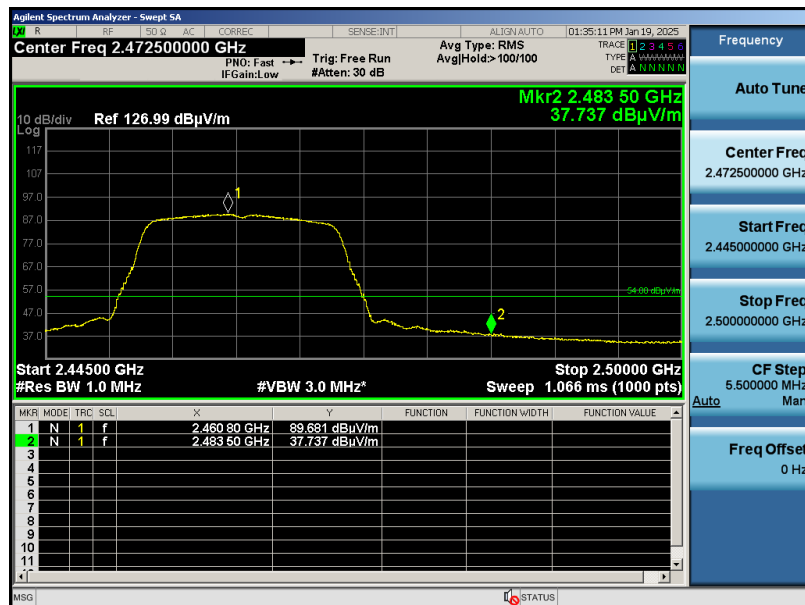 Agilent Spectrum Analyzer - Swept SA
LXI R RF 50 Ω AC CORREC SENSE:INT ALIGN AUTO 01:35:11 PM Jan 19, 2025
Center Freq 2.472500000 GHz
PNO: Fast
IFGain:Low
Trig: Free Run
#Atten: 30 dB
Avg Type: RMS
Avg|Hold:>100/100
TRACE 1 2 3 4 5 6
TYPE A WWWWW
DET A N N N N N
Mkr2 2.483 50 GHz
37.737 dBµV/m
10 dB/div Ref 126.99 dBµV/m
Log
117
107
97.0
87.0
77.0
67.0
57.0
47.0
37.0
1
2
54.00 dBµV/m
Start 2.44500 GHz Stop 2.50000 GHz
#Res BW 1.0 MHz #VBW 3.0 MHz* Sweep 1.066 ms (1000 pts)
MKR MODE TRC SCL X Y FUNCTION FUNCTION WIDTH FUNCTION VALUE
1 N 1 f 2.460 80 GHz 89.681 dBµV/m
2 N 1 f 2.483 50 GHz 37.737 dBµV/m
3
4
5
6
7
8
9
10
11
MSG STATUS
Frequency
Auto Tune
Center Freq
2.472500000 GHz
Start Freq
2.445000000 GHz
Stop Freq
2.500000000 GHz
CF Step
5.500000 MHz
Auto Man
Freq Offset
0 Hz